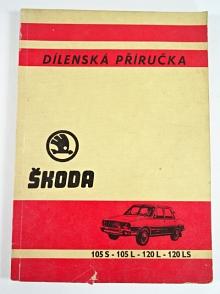 DÍLENSKÁ PŘÍRUČKA
ŠKODA
105 S - 105 L - 120 L - 120 LS